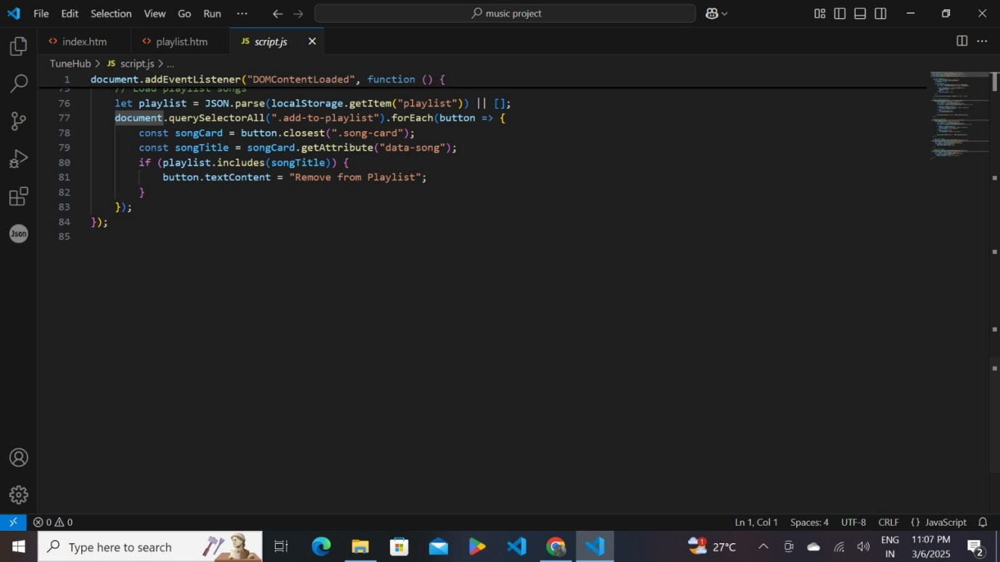 File Edit Selection View Go Run ··· music project
index.htm playlist.htm JS script.js
TuneHub > JS script.js > ...
1 document.addEventListener("DOMContentLoaded", function () {
75 // Load playlist songs
76 let playlist = JSON.parse(localStorage.getItem("playlist")) || [];
77 document.querySelectorAll(".add-to-playlist").forEach(button => {
78 const songCard = button.closest(".song-card");
79 const songTitle = songCard.getAttribute("data-song");
80 if (playlist.includes(songTitle)) {
81 button.textContent = "Remove from Playlist";
82 }
83 });
84 });
85
Json
0 0 Ln 1, Col 1 Spaces: 4 UTF-8 CRLF {} JavaScript
Type here to search 1 27°C ENG IN 11:07 PM 3/6/2025 2